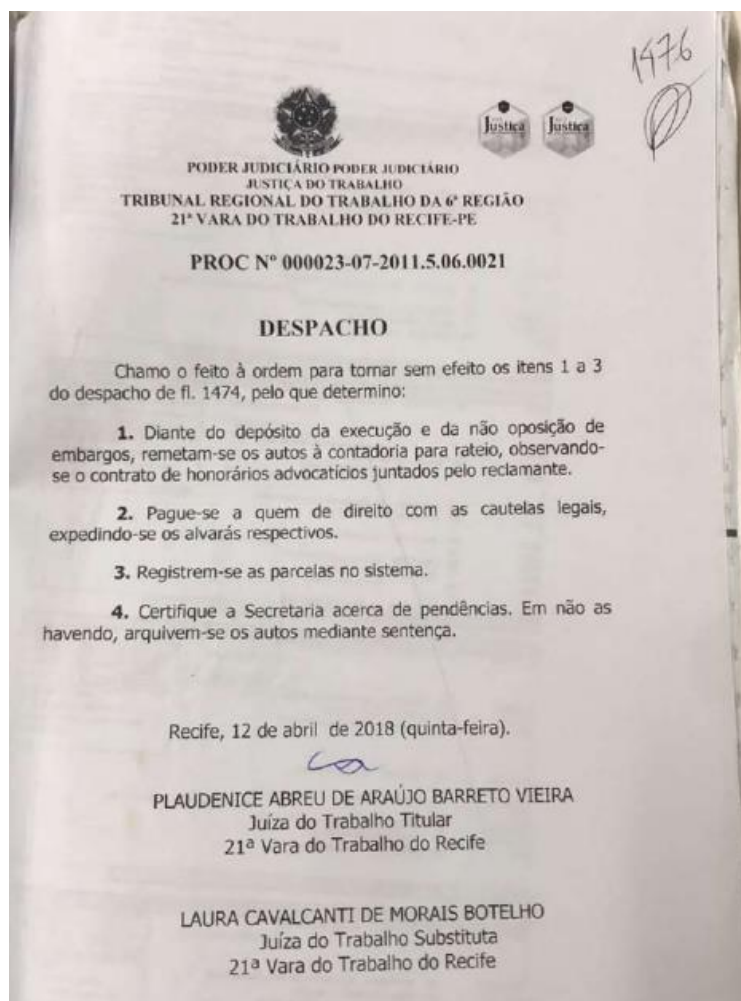 1476
Justiça Justiça
PODER JUDICIÁRIO PODER JUDICIÁRIO
JUSTIÇA DO TRABALHO
TRIBUNAL REGIONAL DO TRABALHO DA 6ª REGIÃO
21ª VARA DO TRABALHO DO RECIFE-PE
PROC Nº 000023-07-2011.5.06.0021
DESPACHO
Chamo o feito à ordem para tornar sem efeito os itens 1 a 3
do despacho de fl. 1474, pelo que determino:
1. Diante do depósito da execução e da não oposição de
embargos, remetam-se os autos à contadoria para rateio, observando-
se o contrato de honorários advocatícios juntados pelo reclamante.
2. Pague-se a quem de direito com as cautelas legais,
expedindo-se os alvarás respectivos.
3. Registrem-se as parcelas no sistema.
4. Certifique a Secretaria acerca de pendências. Em não as
havendo, arquivem-se os autos mediante sentença.
Recife, 12 de abril de 2018 (quinta-feira).
PLAUDENICE ABREU DE ARAÚJO BARRETO VIEIRA
Juíza do Trabalho Titular
21ª Vara do Trabalho do Recife
LAURA CAVALCANTI DE MORAIS BOTELHO
Juíza do Trabalho Substituta
21ª Vara do Trabalho do Recife